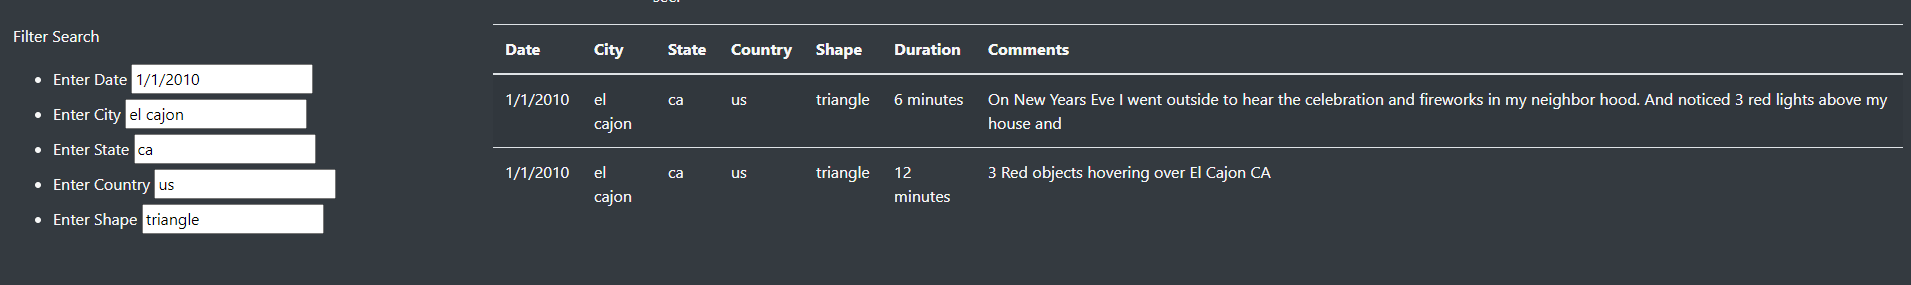 Filter Search
Enter Date 1/1/2010
Enter City el cajon
Enter State ca
Enter Country us
Enter Shape triangle
Date City State Country Shape Duration Comments
1/1/2010 el ca us triangle 6 minutes On New Years Eve I went outside to hear the celebration and fireworks in my neighbor hood. And noticed 3 red lights above my
cajon house and
1/1/2010 el ca us triangle 12 3 Red objects hovering over El Cajon CA
cajon minutes